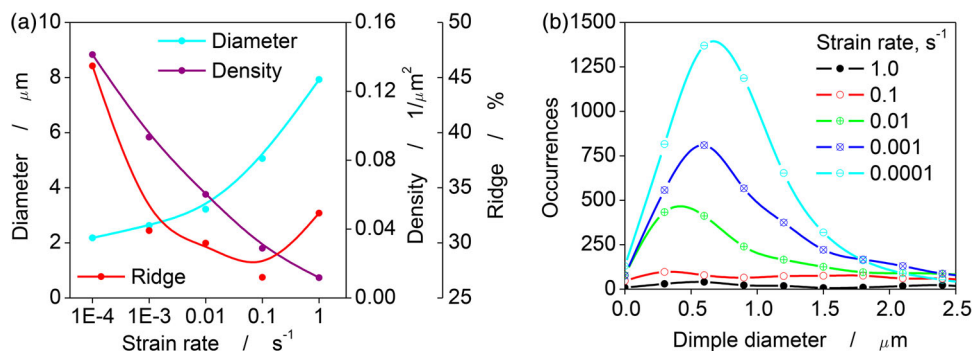 (a)
10
8
6
4
2
0
Diameter / μm
Diameter
Density
Ridge
1E-4 1E-3 0.01 0.1 1
Strain rate / s⁻¹
0.16
0.12
0.08
0.04
0.00
Density / 1/μm²
50
45
40
35
30
25
Ridge / %
(b)
1500
1250
1000
750
500
250
0
Occurrences
Strain rate, s⁻¹
1.0
0.1
0.01
0.001
0.0001
0.0 0.5 1.0 1.5 2.0 2.5
Dimple diameter / μm